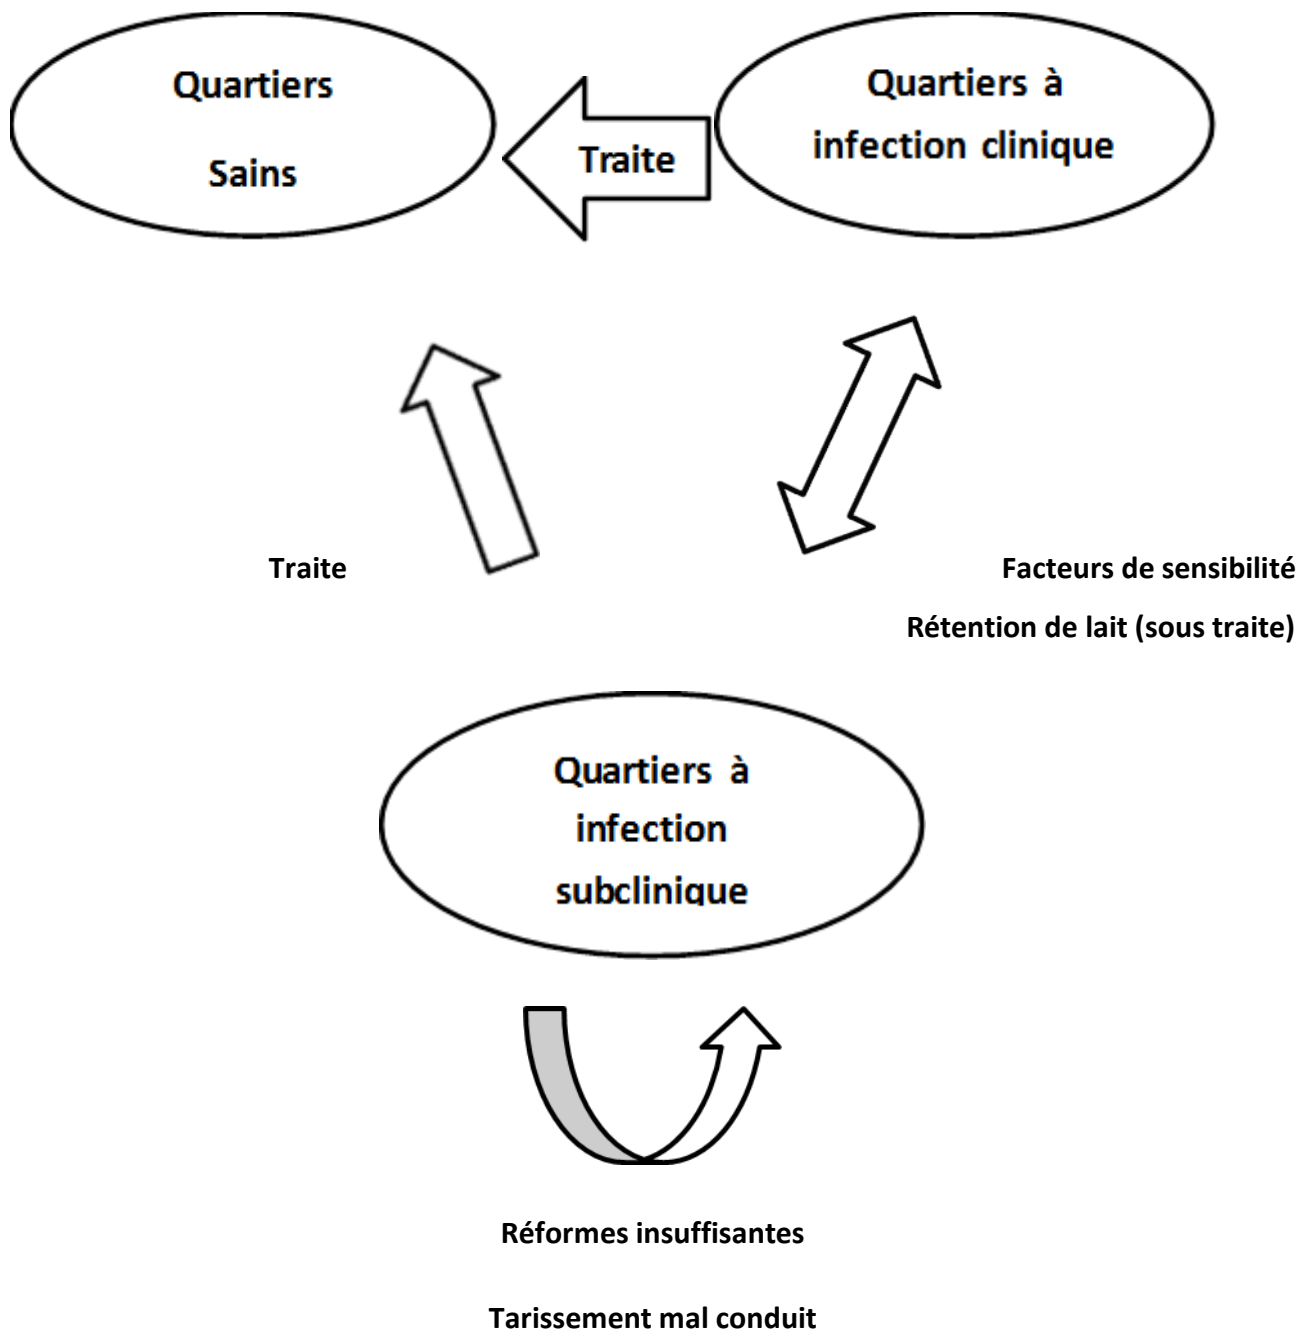 Quartiers
Sains
Traite
Quartiers à
infection clinique
Traite
Facteurs de sensibilité
Rétention de lait (sous traite)
Quartiers à
infection
subclinique
Réformes insuffisantes
Tarissement mal conduit